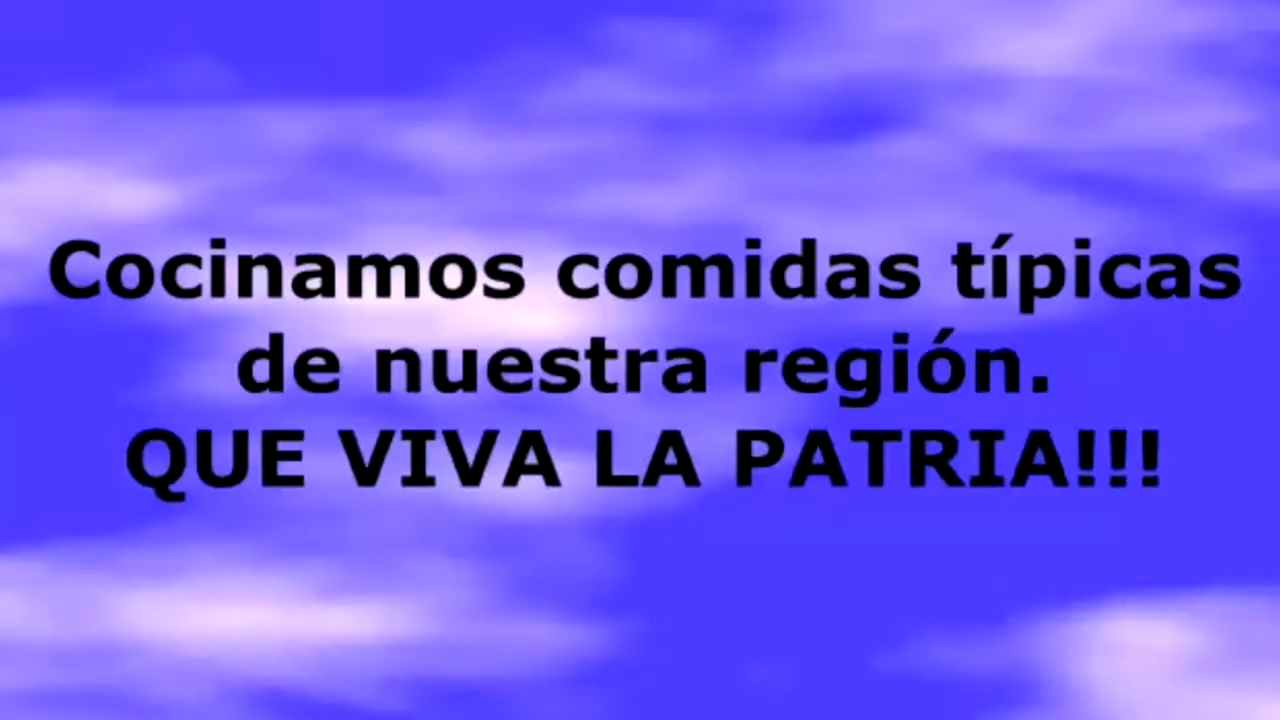 Cocinamos comidas típicas
de nuestra región.
QUE VIVA LA PATRIA!!!